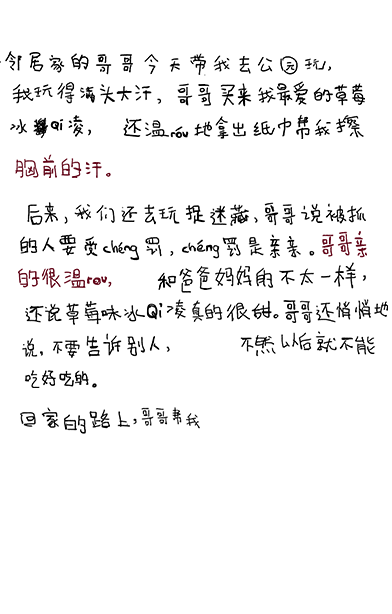 邻居家的哥哥今天带我去公园玩,
我玩得满头大汗，哥哥买来我最爱的草莓
冰Qi凌， 还温róu地拿出纸巾帮我擦
胸前的汗。
后来,我们还去玩捉迷藏,哥哥说被抓
的人要受chéng罚,chéng罚是亲亲。哥哥亲
的很温rou, 和爸爸妈妈的不太一样,
还说草莓味冰Qi凌真的很甜。哥哥还悄悄地
说,不要告诉别人, 不然以后就不能
吃好吃的。
回家的路上,哥哥帮我